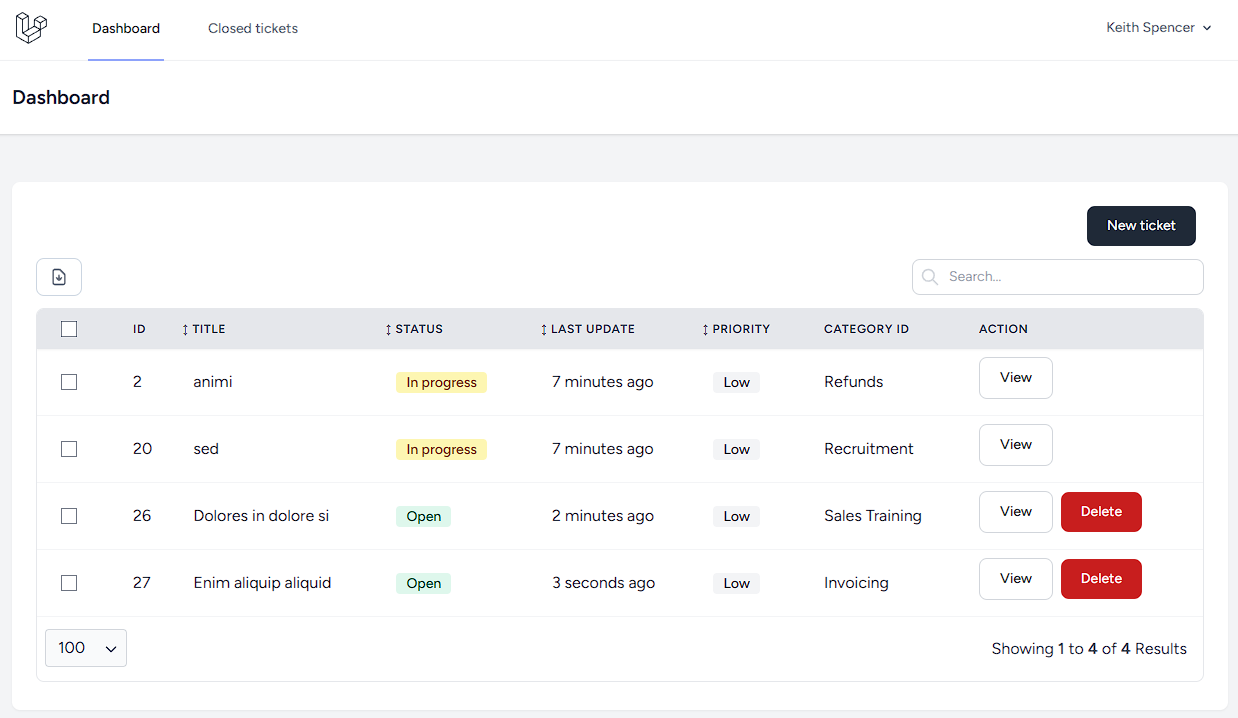 Dashboard Closed tickets Keith Spencer
Dashboard
New ticket
Search...
ID TITLE STATUS LAST UPDATE PRIORITY CATEGORY ID ACTION
2 animi In progress 7 minutes ago Low Refunds View
20 sed In progress 7 minutes ago Low Recruitment View
26 Dolores in dolore si Open 2 minutes ago Low Sales Training View Delete
27 Enim aliquip aliquid Open 3 seconds ago Low Invoicing View Delete
100 Showing 1 to 4 of 4 Results